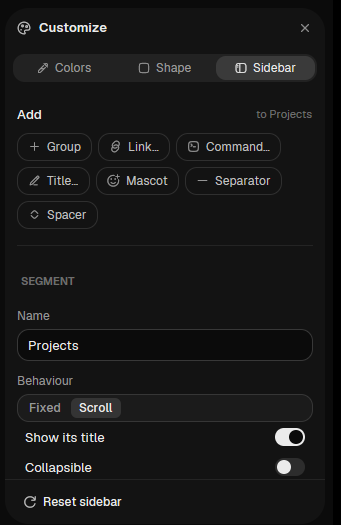 Customize
Colors
Shape
Sidebar
Add
to Projects
Group
Link...
Command...
Title...
Mascot
Separator
Spacer
SEGMENT
Name
Projects
Behaviour
Fixed
Scroll
Show its title
Collapsible
Reset sidebar